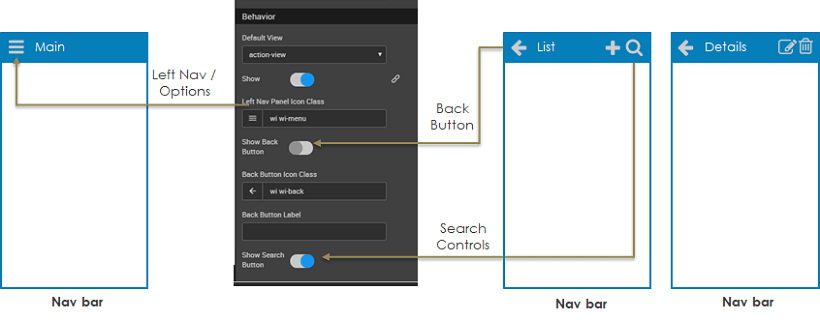 Main
Nav bar
Left Nav /
Options
Behavior
Default View
action-view
Show
Left Nav Panel Icon Class
wi wi-menu
Show Back
Button
Back Button Icon Class
wi wi-back
Back Button Label
Show Search
Button
Back
Button
Search
Controls
List
Nav bar
Details
Nav bar